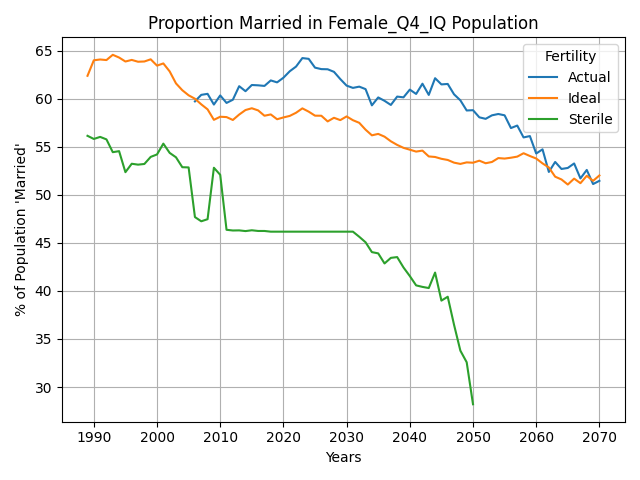 Proportion Married in Female_Q4_IQ Population
% of Population 'Married'
65
60
55
50
45
40
35
30
Fertility
Actual
Ideal
Sterile
1990 2000 2010 2020 2030 2040 2050 2060 2070
Years